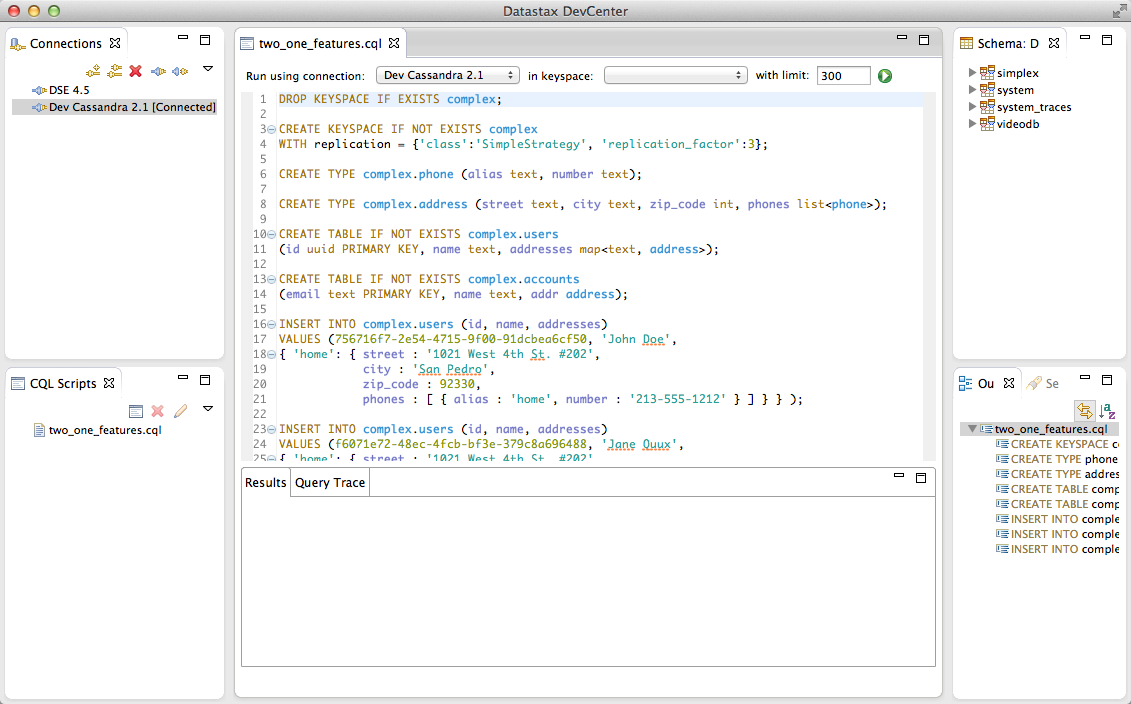 Datastax DevCenter
Connections
DSE 4.5
Dev Cassandra 2.1 [Connected]
CQL Scripts
two_one_features.cql
two_one_features.cql
Run using connection: Dev Cassandra 2.1 in keyspace: with limit: 300
1 DROP KEYSPACE IF EXISTS complex;
2
3 CREATE KEYSPACE IF NOT EXISTS complex
4 WITH replication = {'class':'SimpleStrategy', 'replication_factor':3};
5
6 CREATE TYPE complex.phone (alias text, number text);
7
8 CREATE TYPE complex.address (street text, city text, zip_code int, phones list<phone>);
9
10 CREATE TABLE IF NOT EXISTS complex.users
11 (id uuid PRIMARY KEY, name text, addresses map<text, address>);
12
13 CREATE TABLE IF NOT EXISTS complex.accounts
14 (email text PRIMARY KEY, name text, addr address);
15
16 INSERT INTO complex.users (id, name, addresses)
17 VALUES (756716f7-2e54-4715-9f00-91dcbea6cf50, 'John Doe',
18 { 'home': { street : '1021 West 4th St. #202',
19 city : 'San Pedro',
20 zip_code : 92330,
21 phones : [ { alias : 'home', number : '213-555-1212' } ] } } );
22
23 INSERT INTO complex.users (id, name, addresses)
24 VALUES (f6071e72-48ec-4fcb-bf3e-379c8a696488, 'Jane Quux',
25 { 'home': { street : '1021 West 4th St. #202'
Results Query Trace
Schema: D
simplex
system
system_traces
videodb
Ou Se
two_one_features.cql
CREATE KEYSPACE c
CREATE TYPE phone
CREATE TYPE addres
CREATE TABLE comp
CREATE TABLE comp
INSERT INTO comple
INSERT INTO comple
INSERT INTO comple